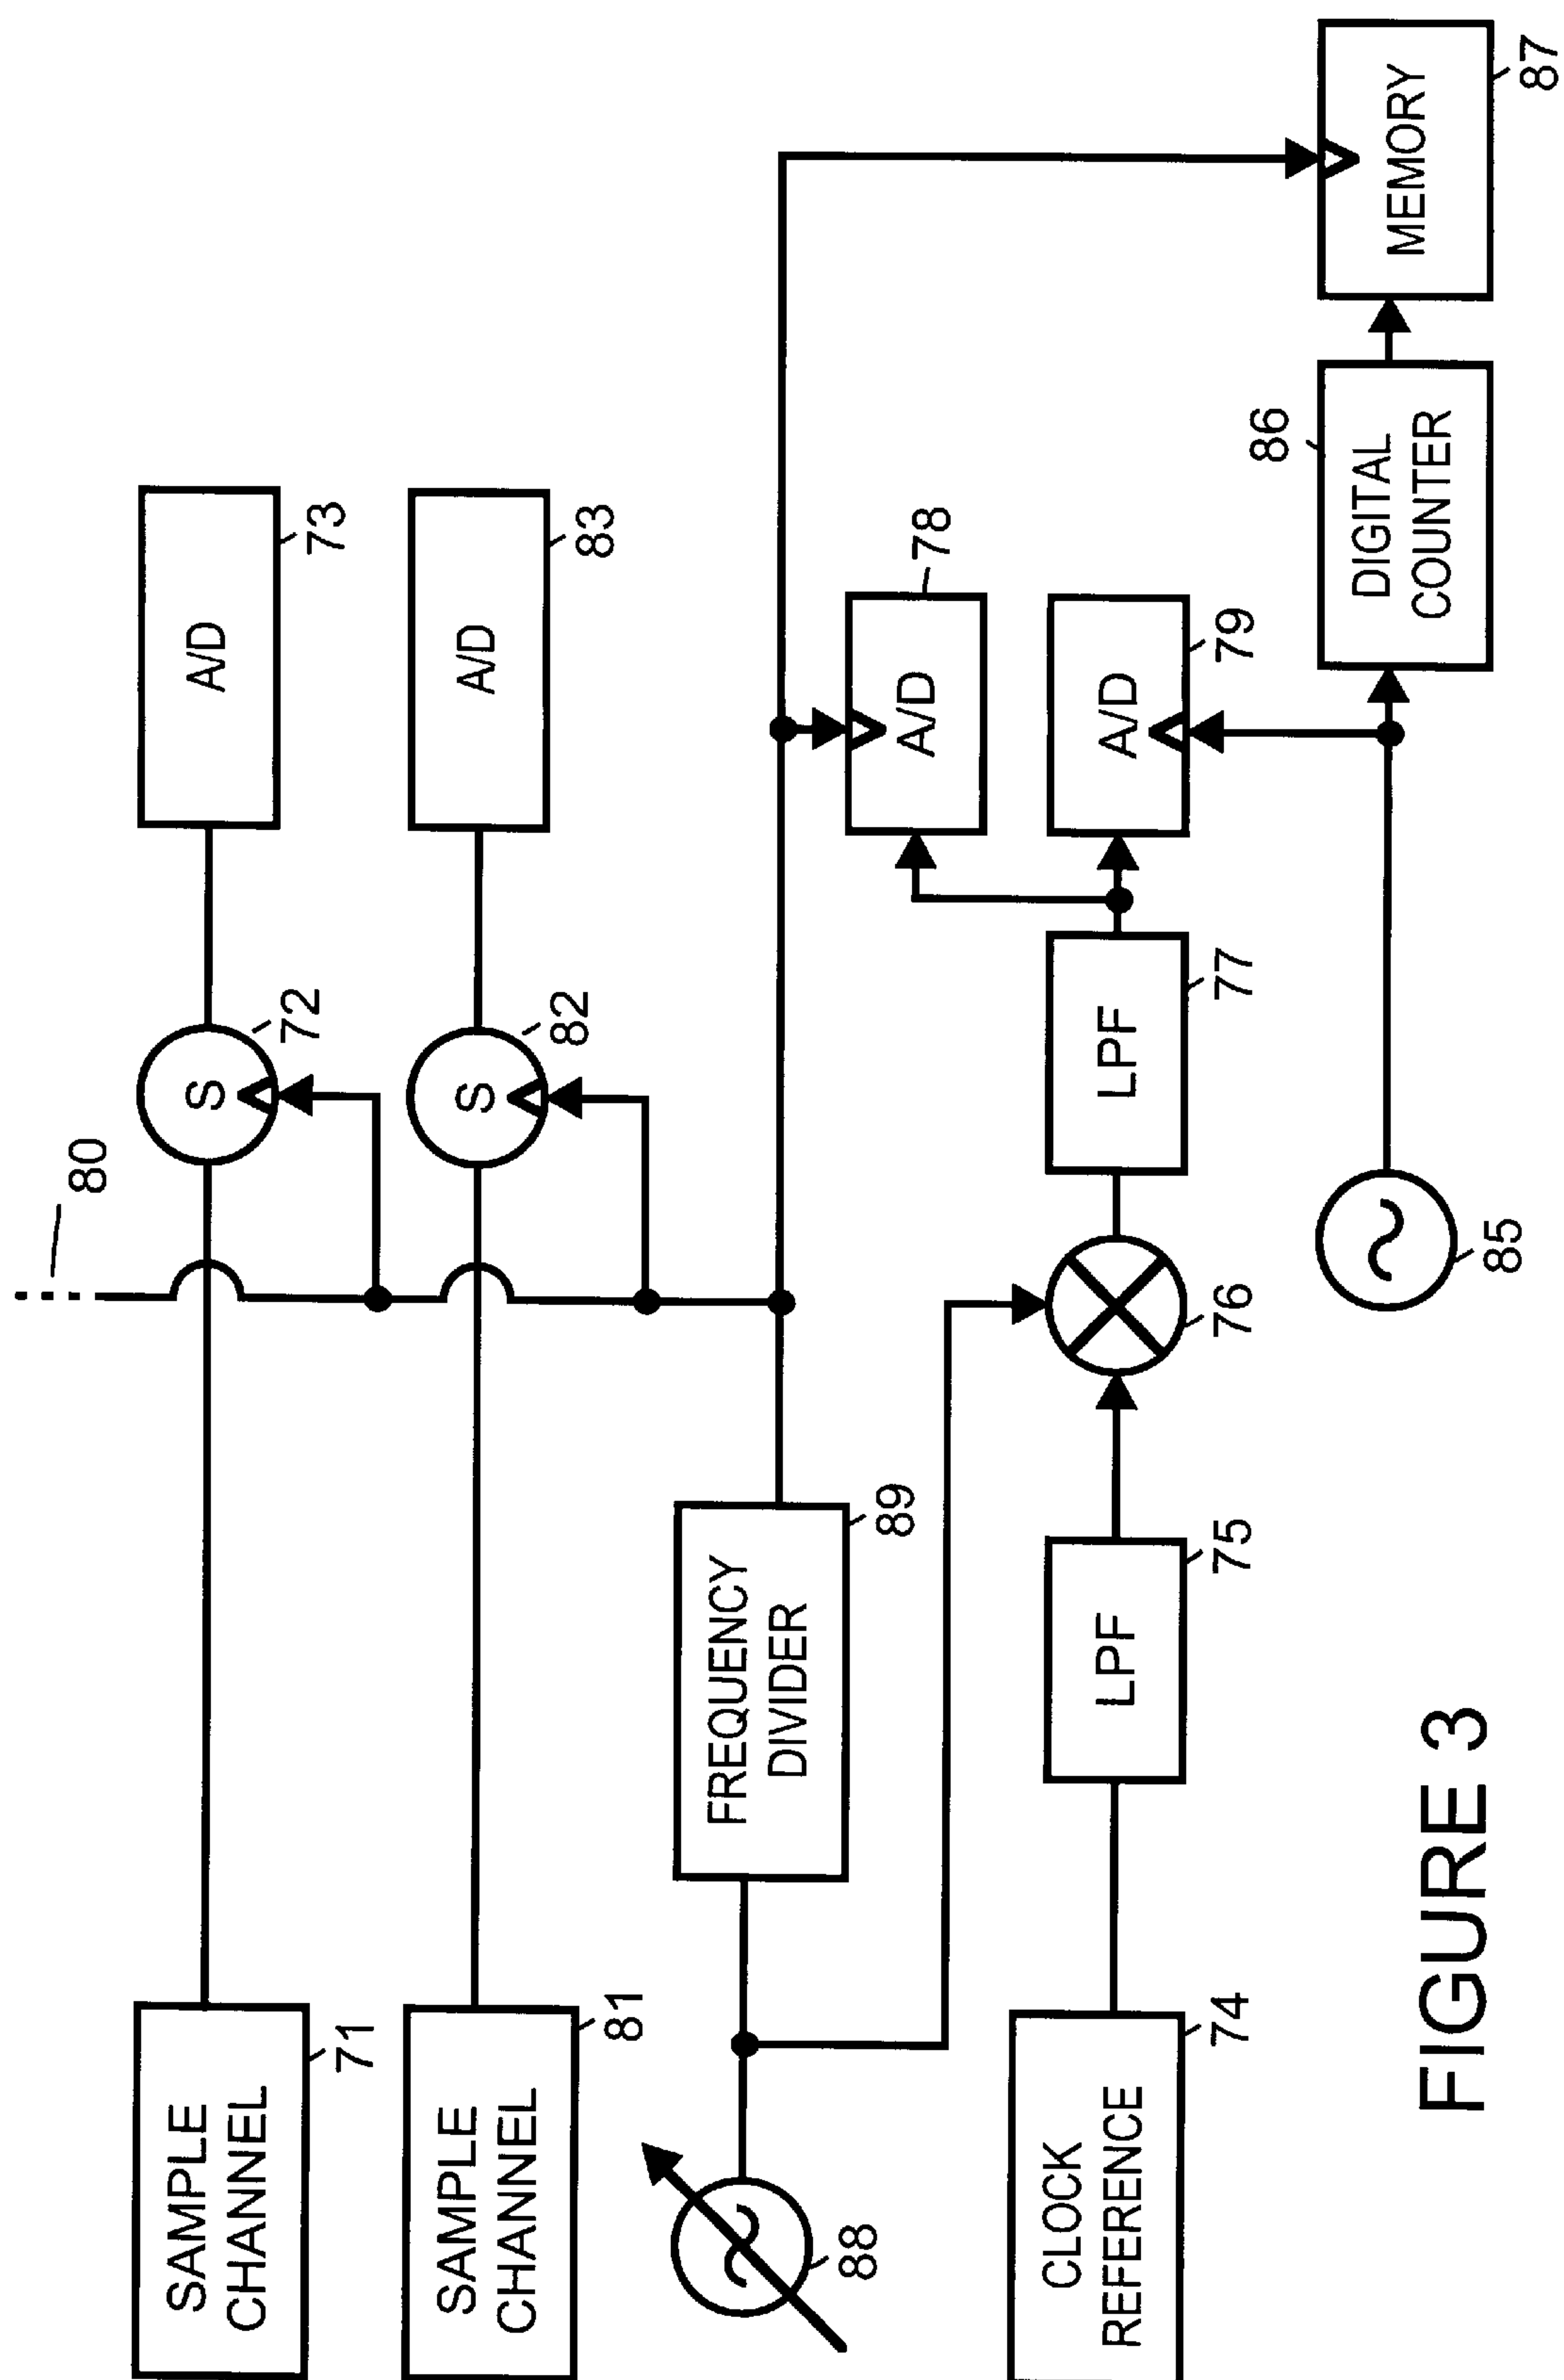 80
SAMPLE
CHANNEL
71
S
72
A/D
73
SAMPLE
CHANNEL
81
S
82
A/D
83
88
FREQUENCY
DIVIDER
89
A/D
78
CLOCK
REFERENCE
74
LPF
75
76
LPF
77
A/D
79
85
DIGITAL
COUNTER
86
MEMORY
87
FIGURE 3